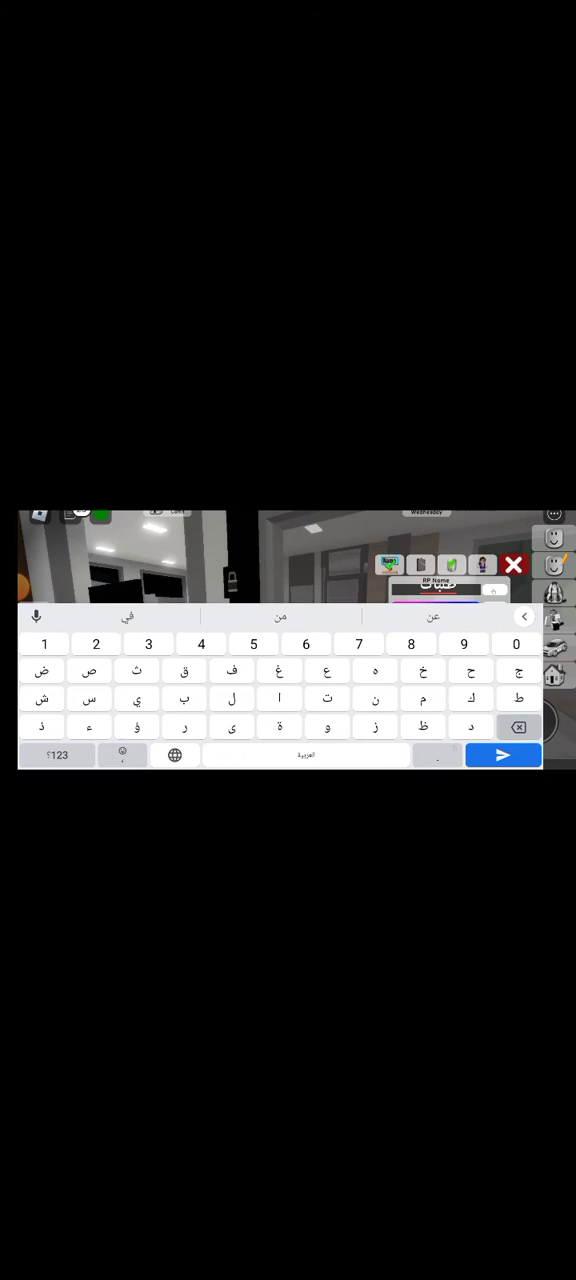 Wednesday
RP Name
في من عن
1 2 3 4 5 6 7 8 9 0
ض ص ث ق ف غ ع ه خ ح ج
ش س ي ب ل ا ت ن م ك ط
ذ ء ؤ ر ى ة و ز ظ د
؟123 ، العربية .